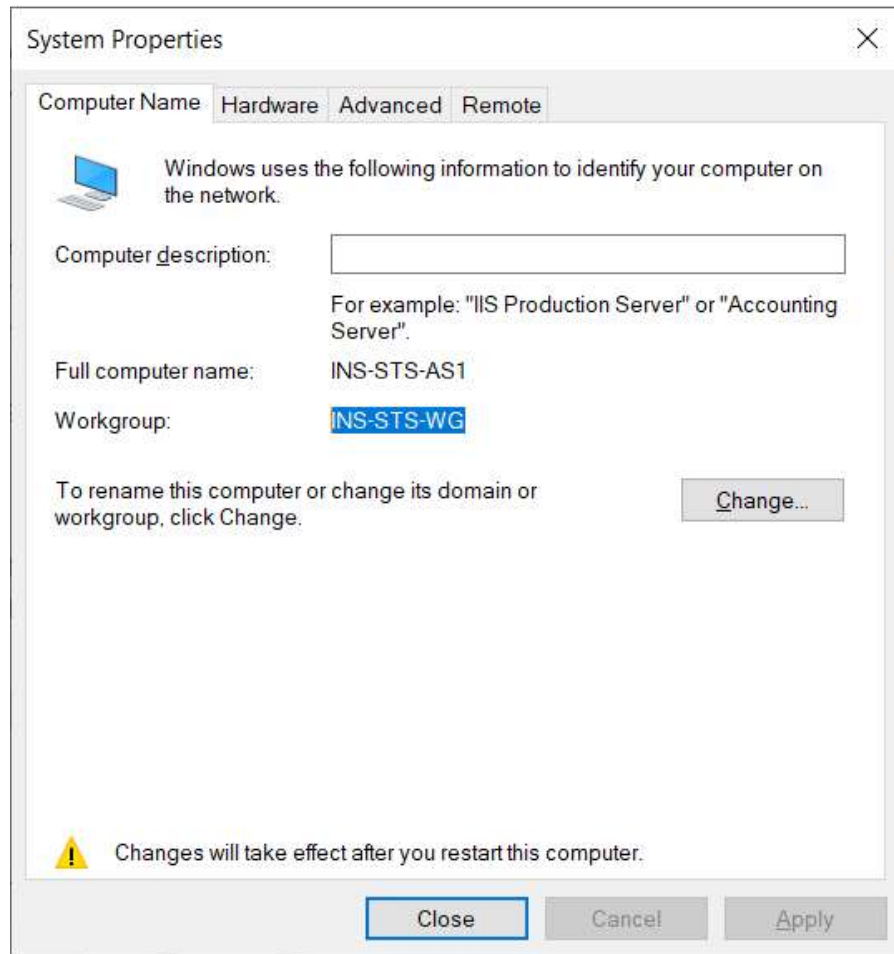 System Properties
Computer Name Hardware Advanced Remote
Windows uses the following information to identify your computer on
the network.
Computer description:
For example: "IIS Production Server" or "Accounting
Server".
Full computer name: INS-STS-AS1
Workgroup: INS-STS-WG
To rename this computer or change its domain or
workgroup, click Change.
Change...
Changes will take effect after you restart this computer.
Close Cancel Apply